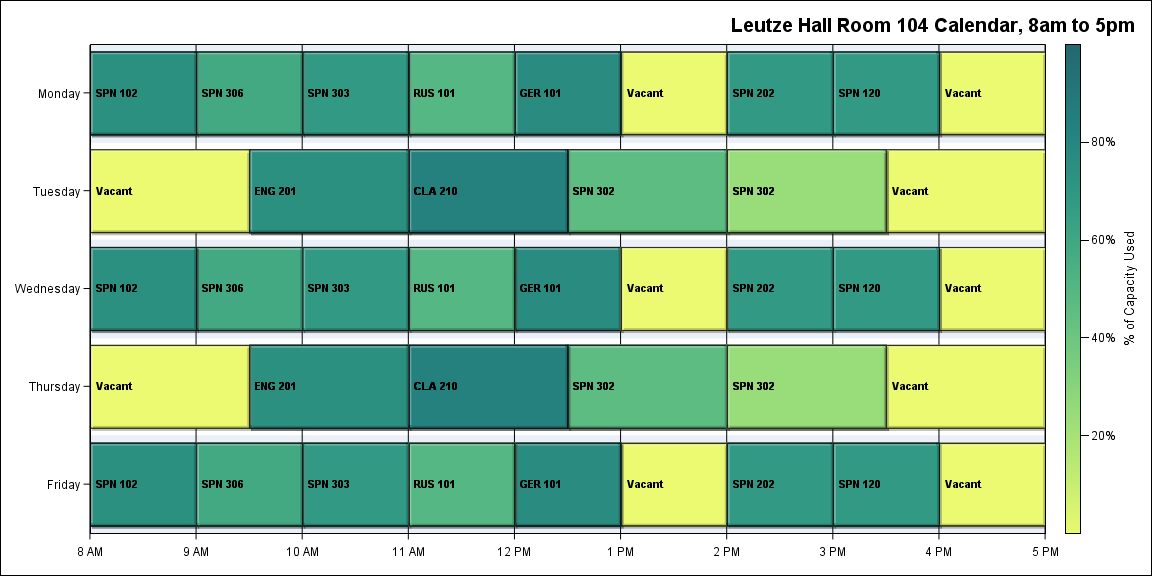 Leutze Hall Room 104 Calendar, 8am to 5pm
Monday SPN 102 SPN 306 SPN 303 RUS 101 GER 101 Vacant SPN 202 SPN 120 Vacant
80%
Tuesday Vacant ENG 201 CLA 210 SPN 302 SPN 302 Vacant
60%
Wednesday SPN 102 SPN 306 SPN 303 RUS 101 GER 101 Vacant SPN 202 SPN 120 Vacant
% of Capacity Used
40%
Thursday Vacant ENG 201 CLA 210 SPN 302 SPN 302 Vacant
20%
Friday SPN 102 SPN 306 SPN 303 RUS 101 GER 101 Vacant SPN 202 SPN 120 Vacant
8 AM 9 AM 10 AM 11 AM 12 PM 1 PM 2 PM 3 PM 4 PM 5 PM